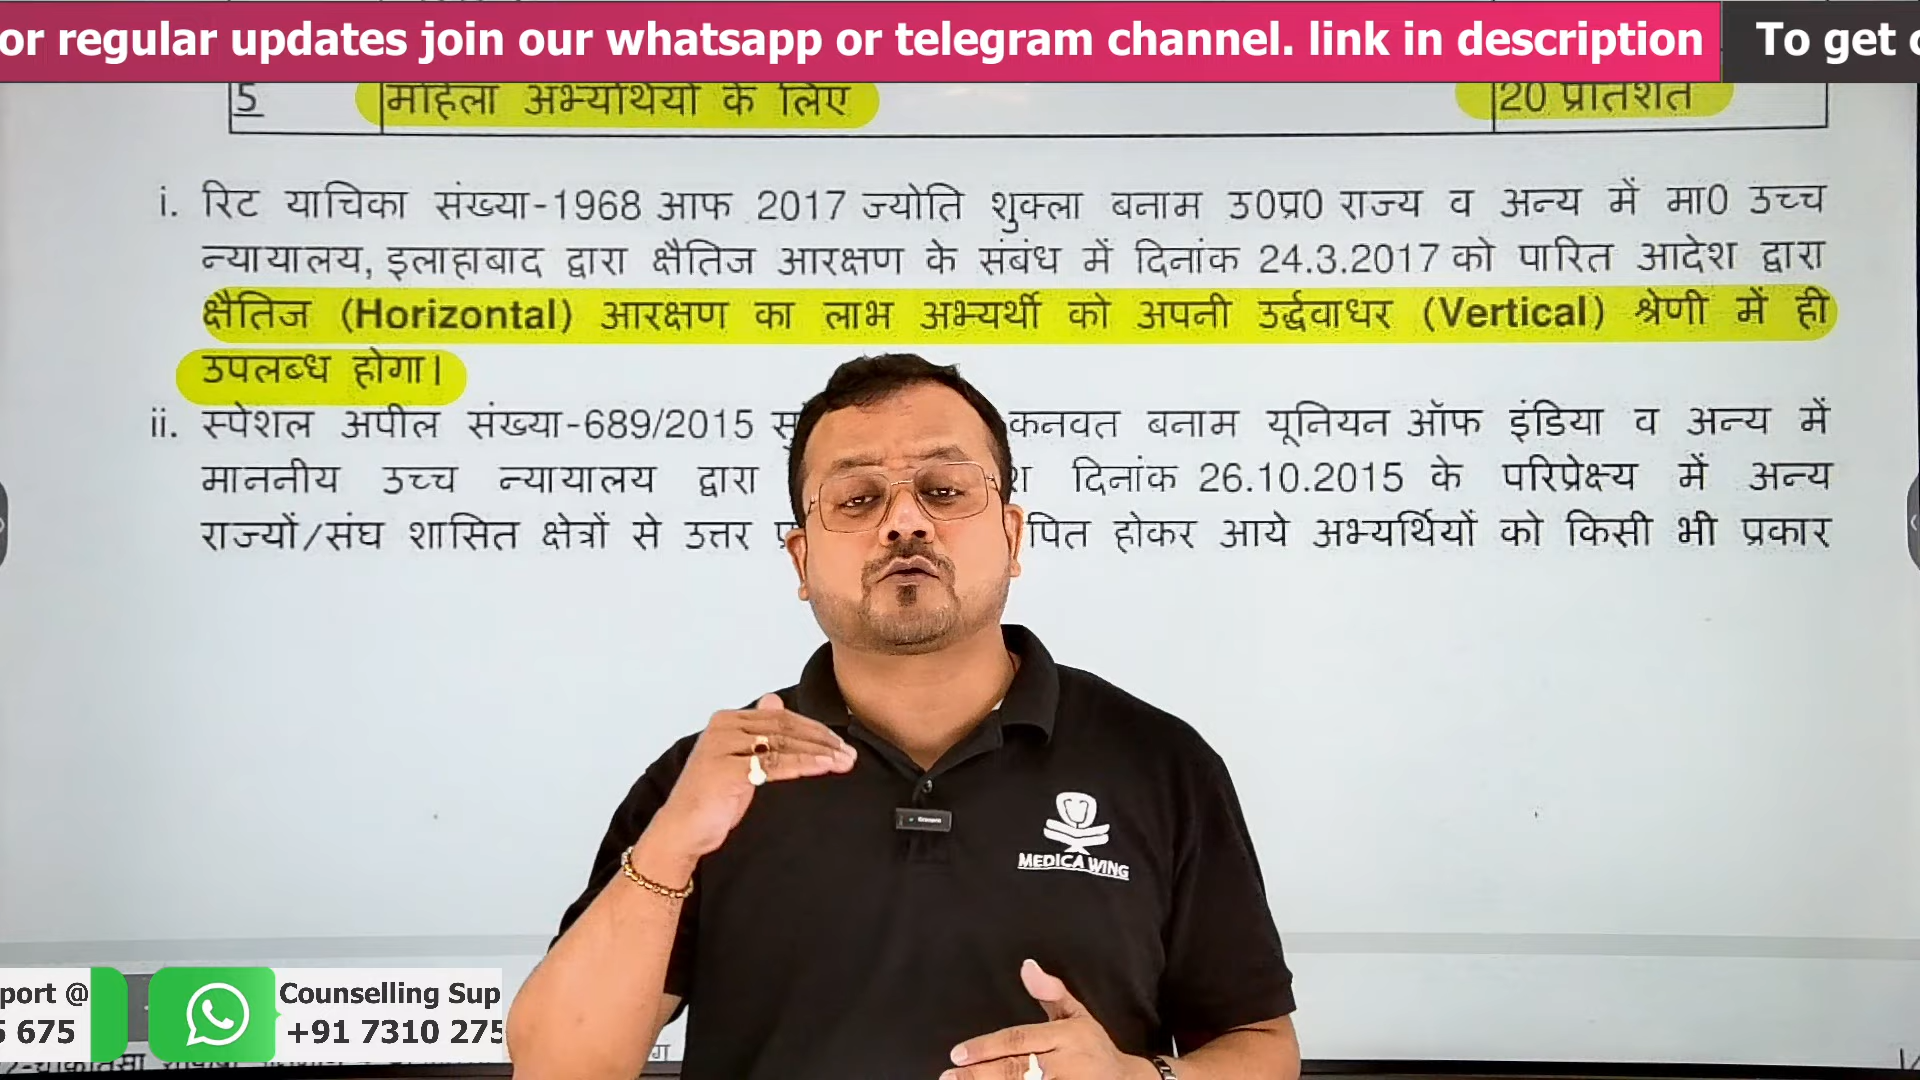 or regular updates join our whatsapp or telegram channel. link in description
To get
5 महिला अभ्यर्थियों के लिए 20 प्रतिशत
i. रिट याचिका संख्या-1968 आफ 2017 ज्योति शुक्ला बनाम उ0प्र0 राज्य व अन्य में मा0 उच्च
न्यायालय, इलाहाबाद द्वारा क्षैतिज आरक्षण के संबंध में दिनांक 24.3.2017 को पारित आदेश द्वारा
क्षैतिज (Horizontal) आरक्षण का लाभ अभ्यर्थी को अपनी उर्द्धवाधर (Vertical) श्रेणी में ही
उपलब्ध होगा।
ii. स्पेशल अपील संख्या-689/2015 कनवत बनाम यूनियन ऑफ इंडिया व अन्य में
माननीय उच्च न्यायालय द्वारा दिनांक 26.10.2015 के परिप्रेक्ष्य में अन्य
राज्यों/संघ शासित क्षेत्रों से उत्तर पित होकर आये अभ्यर्थियों को किसी भी प्रकार
MEDICA WING
port @
675
Counselling Sup
+91 7310 275